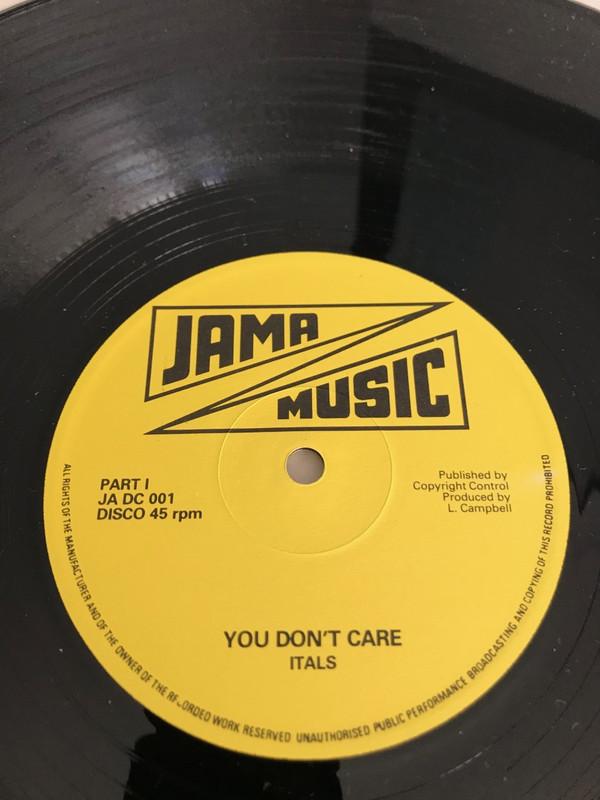 JAMA
MUSIC
PART I
JA DC 001
DISCO 45 rpm
Published by
Copyright Control
Produced by
L. Campbell
YOU DON'T CARE
ITALS
ALL RIGHTS OF THE MANUFACTURER AND OF THE OWNER OF THE RECORDED WORK RESERVED UNAUTHORISED PUBLIC PERFORMANCE BROADCASTING AND COPYING OF THIS RECORD PROHIBITED